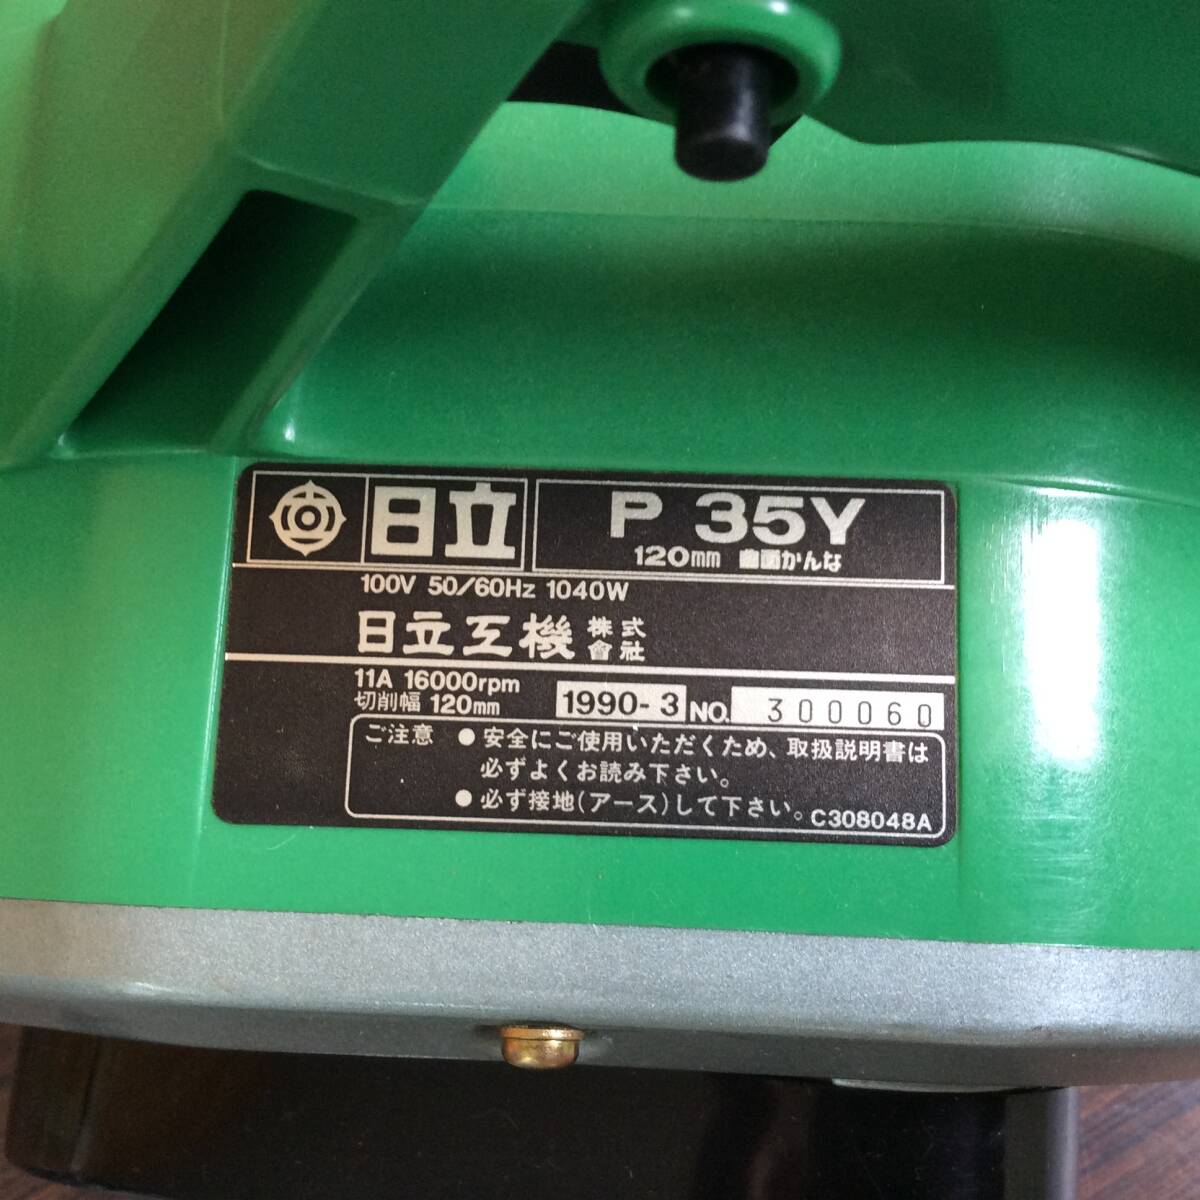 日立
P 35Y
120mm 曲面かんな
100V 50/60Hz 1040W
日立工機 株式會社
11A 16000rpm
切削幅 120mm
1990-3 NO. 300060
ご注意 ● 安全にご使用いただくため、取扱説明書は
必ずよくお読み下さい。
● 必ず接地(アース)して下さい。
C308048A